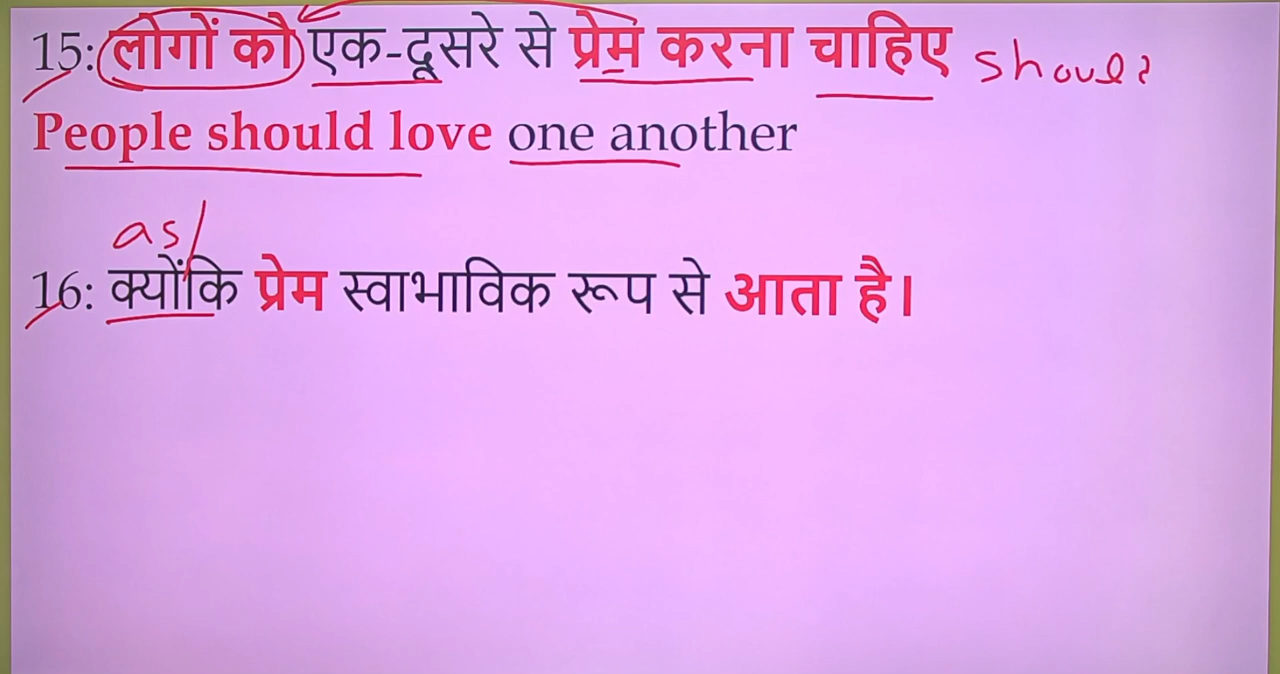 15: लोगों को एक-दूसरे से प्रेम करना चाहिए should
People should love one another
as/
16: क्योंकि प्रेम स्वाभाविक रूप से आता है।